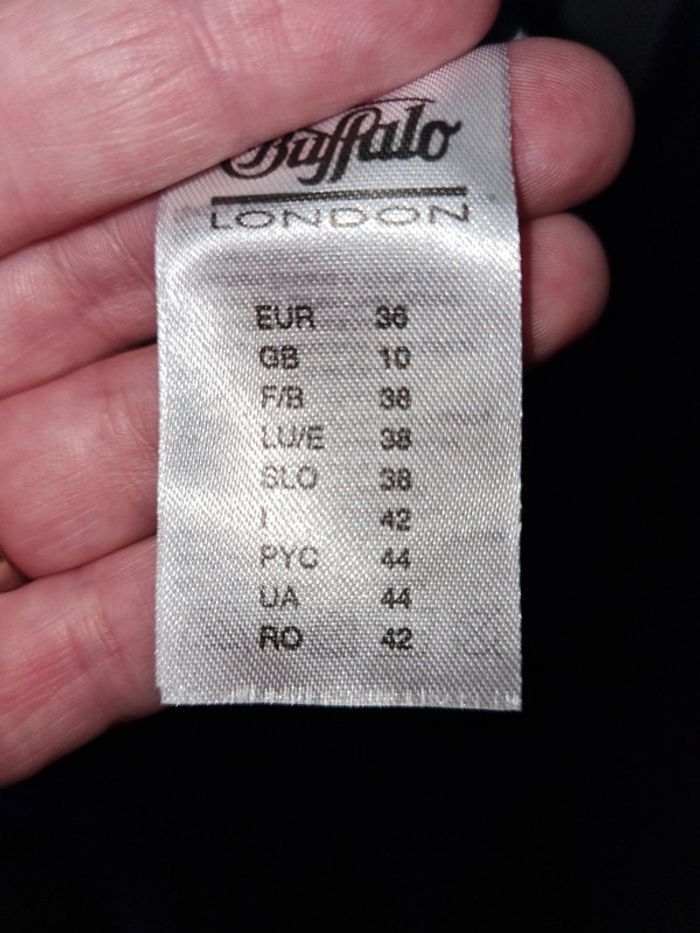 Buffalo
LONDON
EUR 36
GB 10
F/B 38
LU/E 38
SLO 38
I 42
PYC 44
UA 44
RO 42